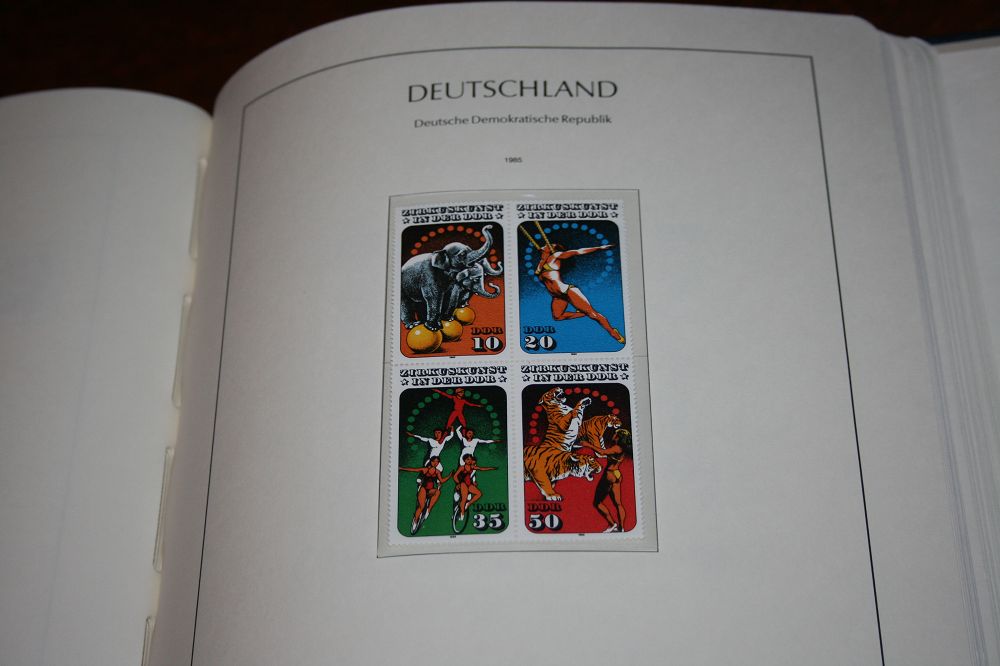 DEUTSCHLAND
Deutsche Demokratische Republik
1985
ZIRKUSKUNST
IN DER DDR
DDR
10
ZIRKUSKUNST
IN DER DDR
DDR
20
ZIRKUSKUNST
IN DER DDR
DDR
35
ZIRKUSKUNST
IN DER DDR
DDR
50